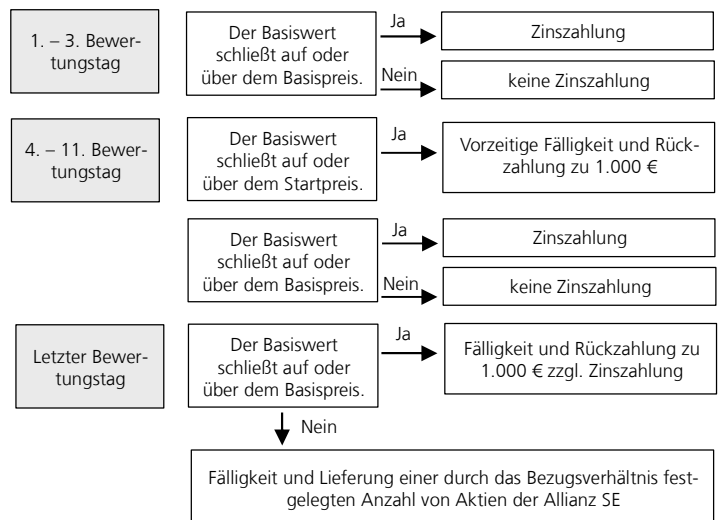 1. – 3. Bewer-
tungstag
Der Basiswert
schließt auf oder
über dem Basispreis.
Ja
Zinszahlung
Nein
keine Zinszahlung
4. – 11. Bewer-
tungstag
Der Basiswert
schließt auf oder
über dem Startpreis.
Ja
Vorzeitige Fälligkeit und Rück-
zahlung zu 1.000 €
Der Basiswert
schließt auf oder
über dem Basispreis.
Ja
Zinszahlung
Nein
keine Zinszahlung
Letzter Bewer-
tungstag
Der Basiswert
schließt auf oder
über dem Basispreis.
Ja
Fälligkeit und Rückzahlung zu
1.000 € zzgl. Zinszahlung
Nein
Fälligkeit und Lieferung einer durch das Bezugsverhältnis fest-
gelegten Anzahl von Aktien der Allianz SE